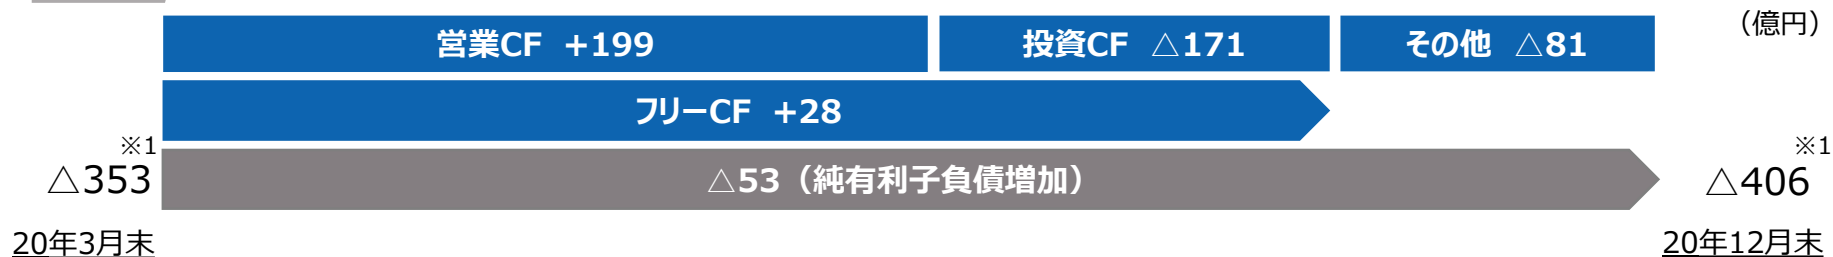 （億円）
営業CF +199
投資CF △171
その他 △81
フリーCF +28
※1
△353
△53（純有利子負債増加）
※1
△406
20年3月末
20年12月末